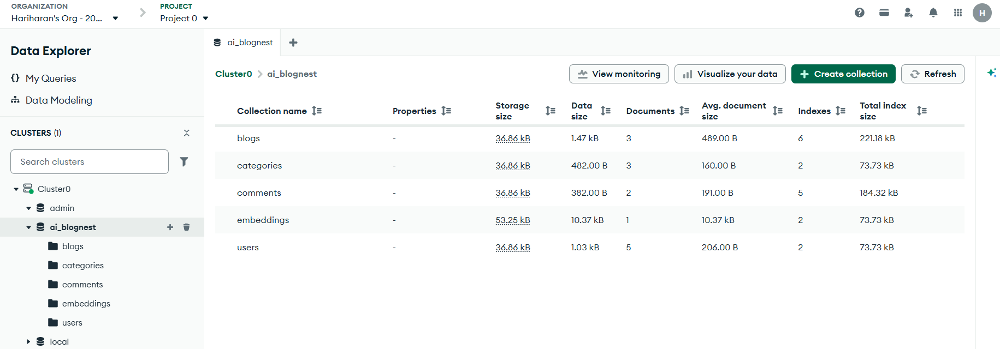 ORGANIZATION
Hariharan's Org - 20...
PROJECT
Project 0
H
Data Explorer
My Queries
Data Modeling
CLUSTERS (1)
Search clusters
Cluster0
admin
ai_blognest
blogs
categories
comments
embeddings
users
local
ai_blognest
Cluster0 > ai_blognest
View monitoring
Visualize your data
Create collection
Refresh
Collection name Properties Storage size Data size Documents Avg. document size Indexes Total index size
blogs - 36.86 kB 1.47 kB 3 489.00 B 6 221.18 kB
categories - 36.86 kB 482.00 B 3 160.00 B 2 73.73 kB
comments - 36.86 kB 382.00 B 2 191.00 B 5 184.32 kB
embeddings - 53.25 kB 10.37 kB 1 10.37 kB 2 73.73 kB
users - 36.86 kB 1.03 kB 5 206.00 B 2 73.73 kB